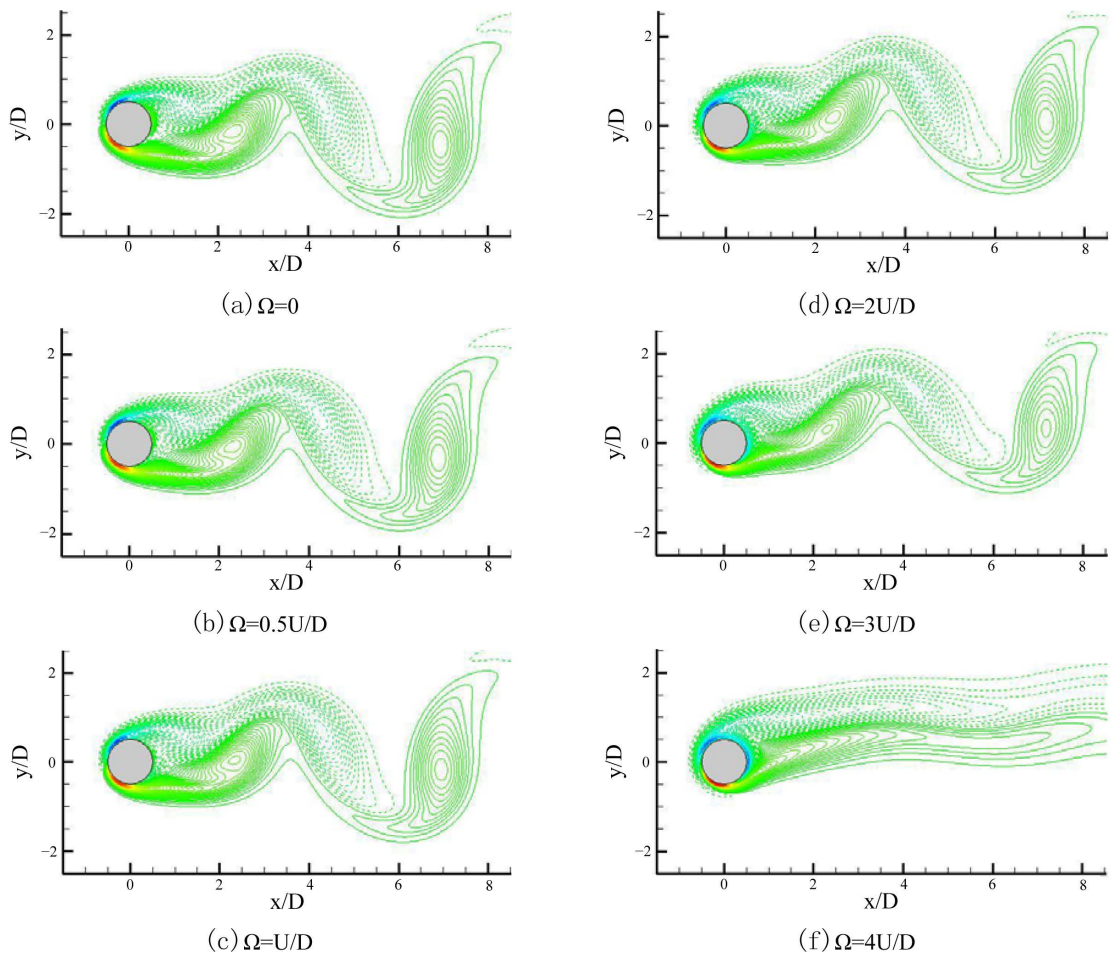 y/D
2
0
−2
0 2 4 6 8
x/D
(a)Ω=0
y/D
2
0
−2
0 2 4 6 8
x/D
(d)Ω=2U/D
y/D
2
0
−2
0 2 4 6 8
x/D
(b)Ω=0.5U/D
y/D
2
0
−2
0 2 4 6 8
x/D
(e)Ω=3U/D
y/D
2
0
−2
0 2 4 6 8
x/D
(c)Ω=U/D
y/D
2
0
−2
0 2 4 6 8
x/D
(f)Ω=4U/D